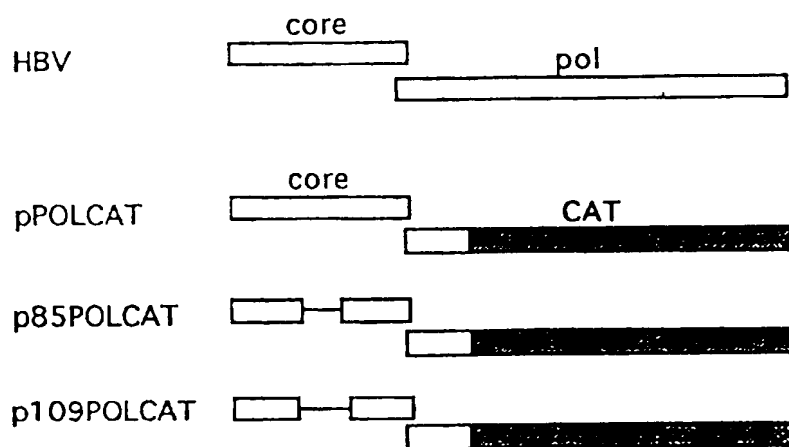 core
HBV
pol
core
pPOLCAT
CAT
p85POLCAT
p109POLCAT